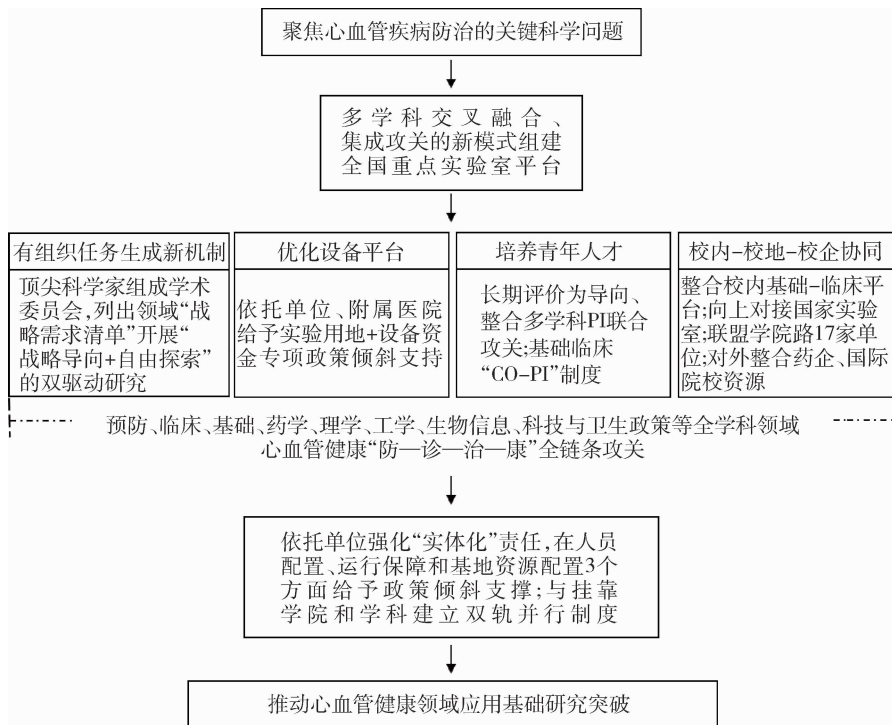 聚焦心血管疾病防治的关键科学问题
多学科交叉融合、
集成攻关的新模式组建
全国重点实验室平台
有组织任务生成新机制
顶尖科学家组成学术
委员会,列出领域“战
略需求清单”开展“
战略导向+自由探索”
的双驱动研究
优化设备平台
依托单位、附属医院
给予实验用地+设备资
金专项政策倾斜支持
培养青年人才
长期评价为导向、
整合多学科PI联合
攻关;基础临床
“CO-PI”制度
校内-校地-校企协同
整合校内基础-临床平
台;向上对接国家实验
室;联盟学院路17家单
位;对外整合药企、国际
院校资源
预防、临床、基础、药学、理学、工学、生物信息、科技与卫生政策等全学科领域
心血管健康“防—诊—治—康”全链条攻关
依托单位强化“实体化”责任,在人员
配置、运行保障和基地资源配置3个
方面给予政策倾斜支撑;与挂靠
学院和学科建立双轨并行制度
推动心血管健康领域应用基础研究突破